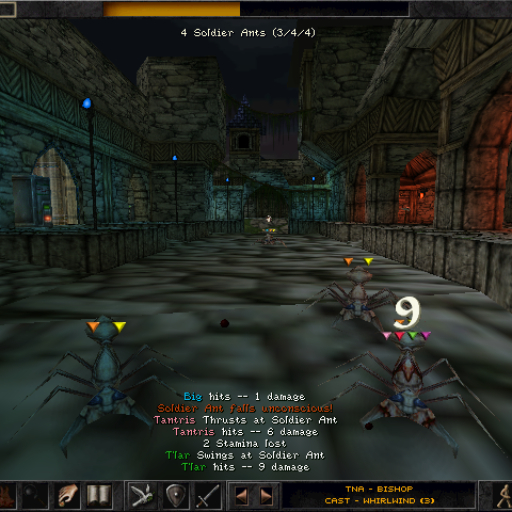 4 Soldier Ants (3/4/4)
9
Big hits -- 1 damage
Soldier Ant falls unconscious!
Tantris Thrusts at Soldier Ant
Tantris hits -- 6 damage
2 Stamina lost
T'lar Swings at Soldier Ant
T'lar hits -- 9 damage
TNA - BISHOP
CAST - WHIRLWIND (3)